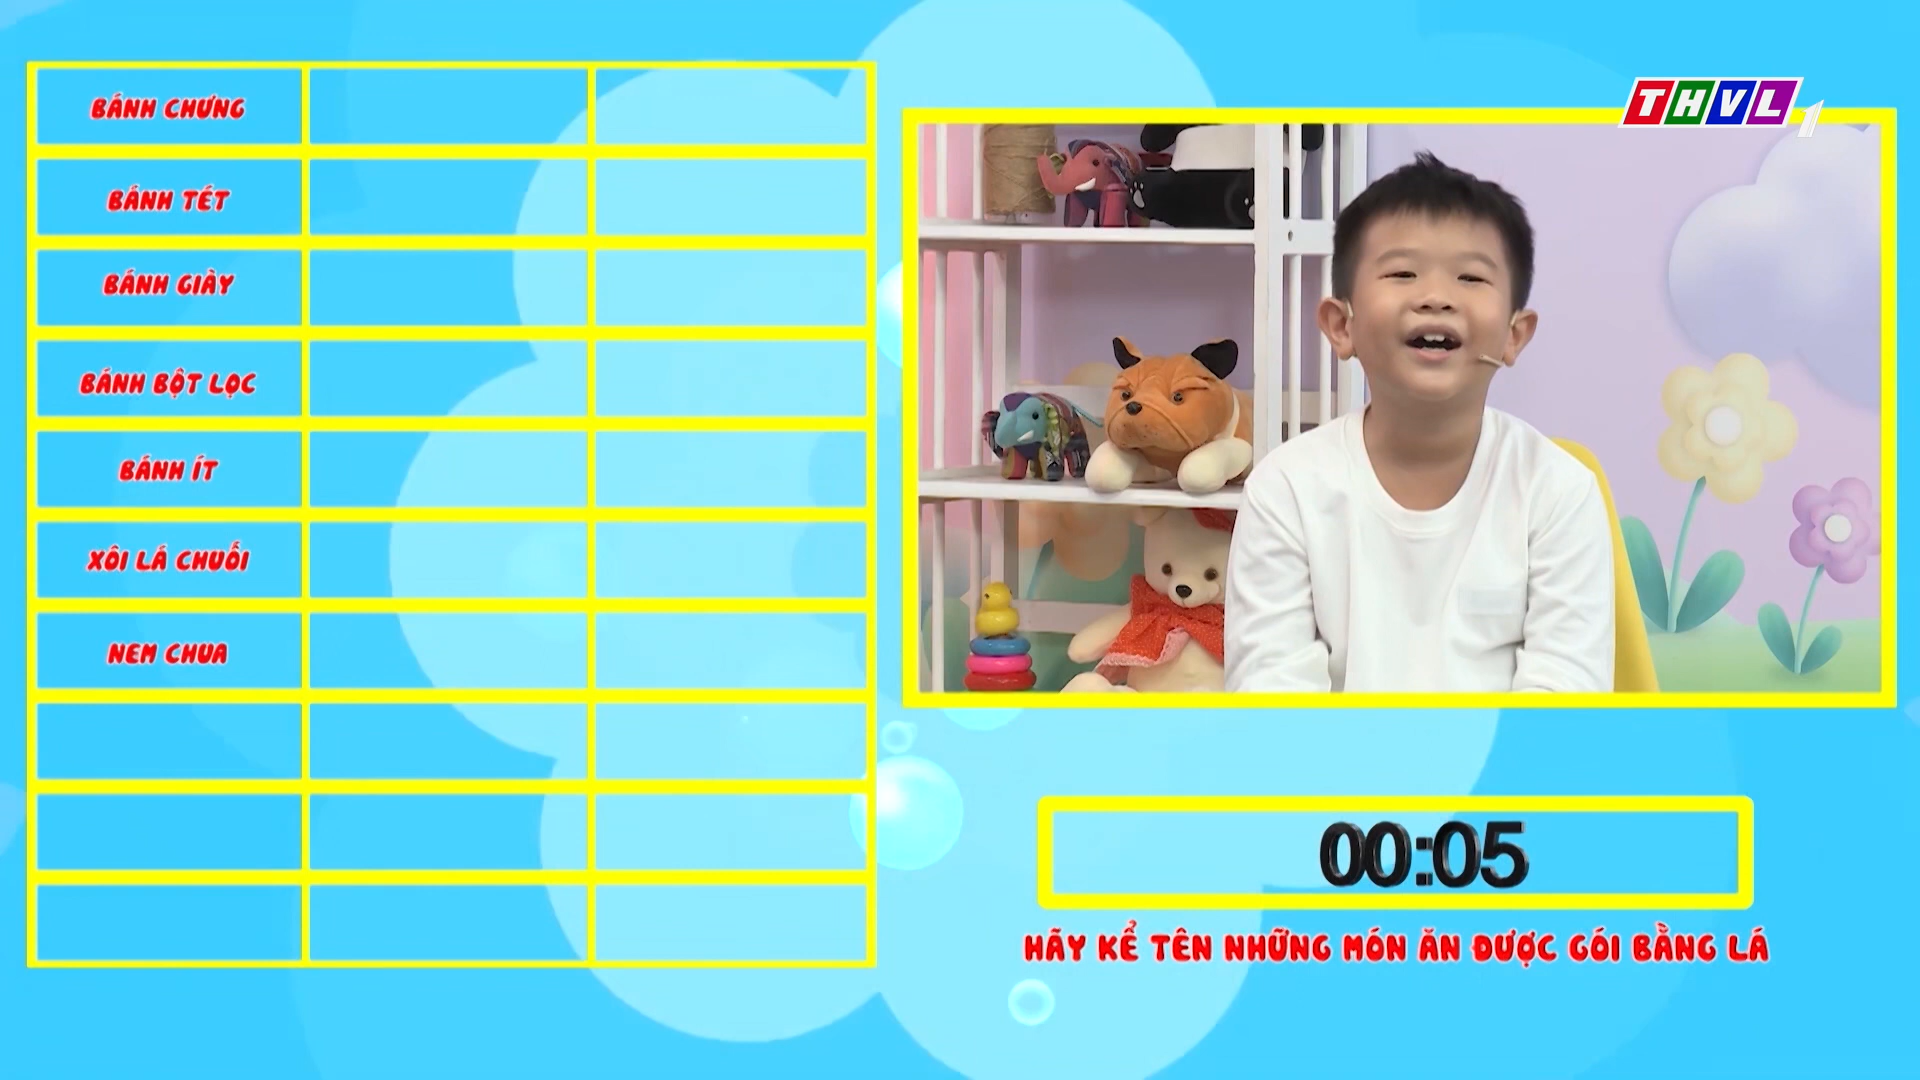 BÁNH CHƯNG
BÁNH TÉT
BÁNH GIÀY
BÁNH BỘT LỌC
BÁNH ÍT
XÔI LÁ CHUỐI
NEM CHUA
THVL 1
00:05
HÃY KỂ TÊN NHỮNG MÓN ĂN ĐƯỢC GÓI BẰNG LÁ